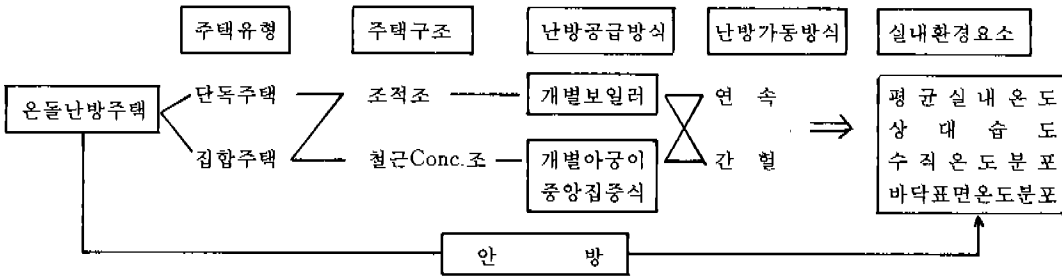 주택유형 주택구조 난방공급방식 난방가동방식 실내환경요소
온돌난방주택
단독주택 조적조 개별보일러 연 속
집합주택 철근Conc.조 개별아궁이 간 헐
중앙집중식
평 균 실 내 온 도
상 대 습 도
수 직 온 도 분 포
바닥표면온도분포
안 방